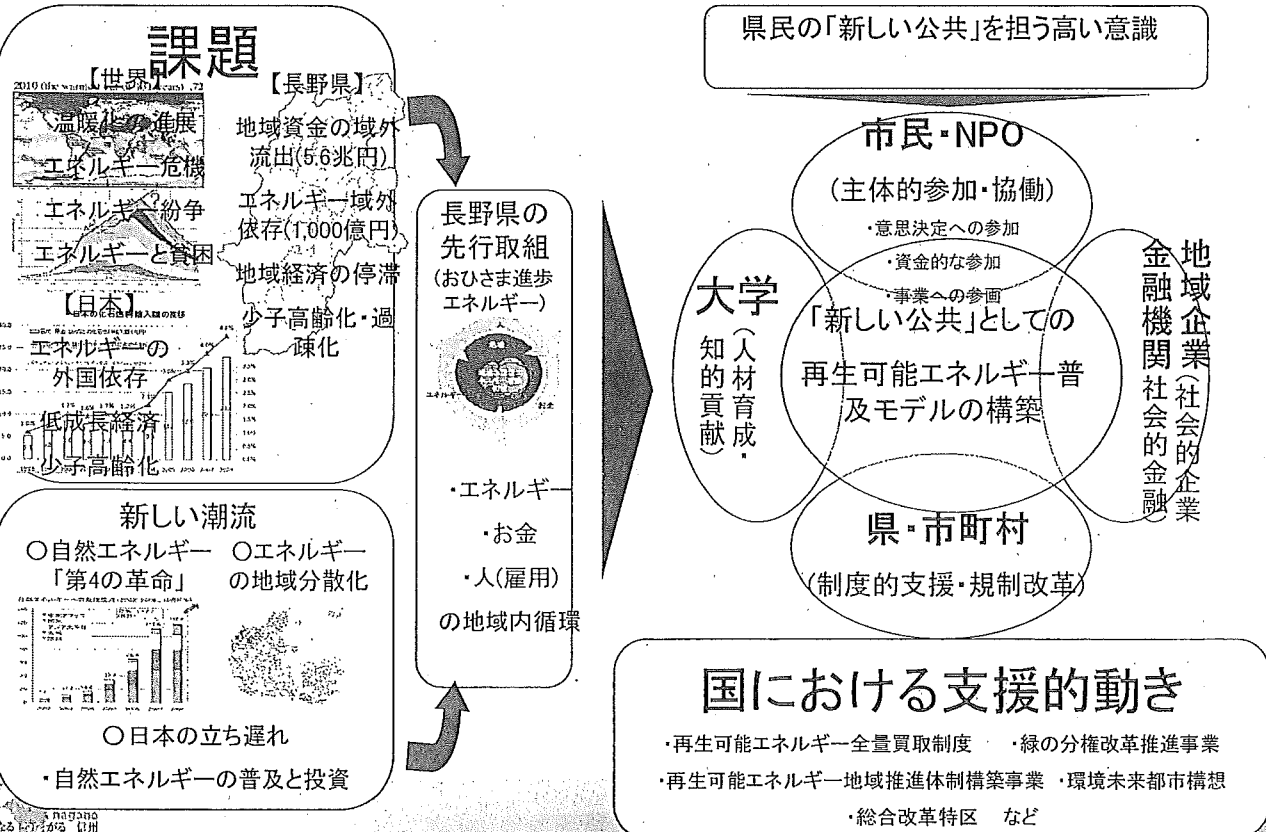 課題
【世界】
温暖化の進展
エネルギー危機
エネルギー紛争
エネルギーと貧困
【日本】
エネルギーの
外国依存
低成長経済
少子高齢化
【長野県】
地域資金の域外
流出(5.6兆円)
エネルギー域外
依存(1,000億円)
地域経済の停滞
少子高齢化・過
疎化
新しい潮流
○自然エネルギー
「第4の革命」
○エネルギー
の地域分散化
○日本の立ち遅れ
・自然エネルギーの普及と投資
長野県の
先行取組
(おひさま進歩
エネルギー)
・エネルギー
・お金
・人(雇用)
の地域内循環
県民の「新しい公共」を担う高い意識
市民・NPO
(主体的参加・協働)
・意思決定への参加
・資金的な参加
・事業への参画
大学
(人材育成・
知的貢献)
「新しい公共」としての
再生可能エネルギー普
及モデルの構築
地域企業(社会的企業
金融機関 社会的金融)
県・市町村
(制度的支援・規制改革)
国における支援的動き
・再生可能エネルギー全量買取制度 ・緑の分権改革推進事業
・再生可能エネルギー地域推進体制構築事業 ・環境未来都市構想
・総合改革特区 など